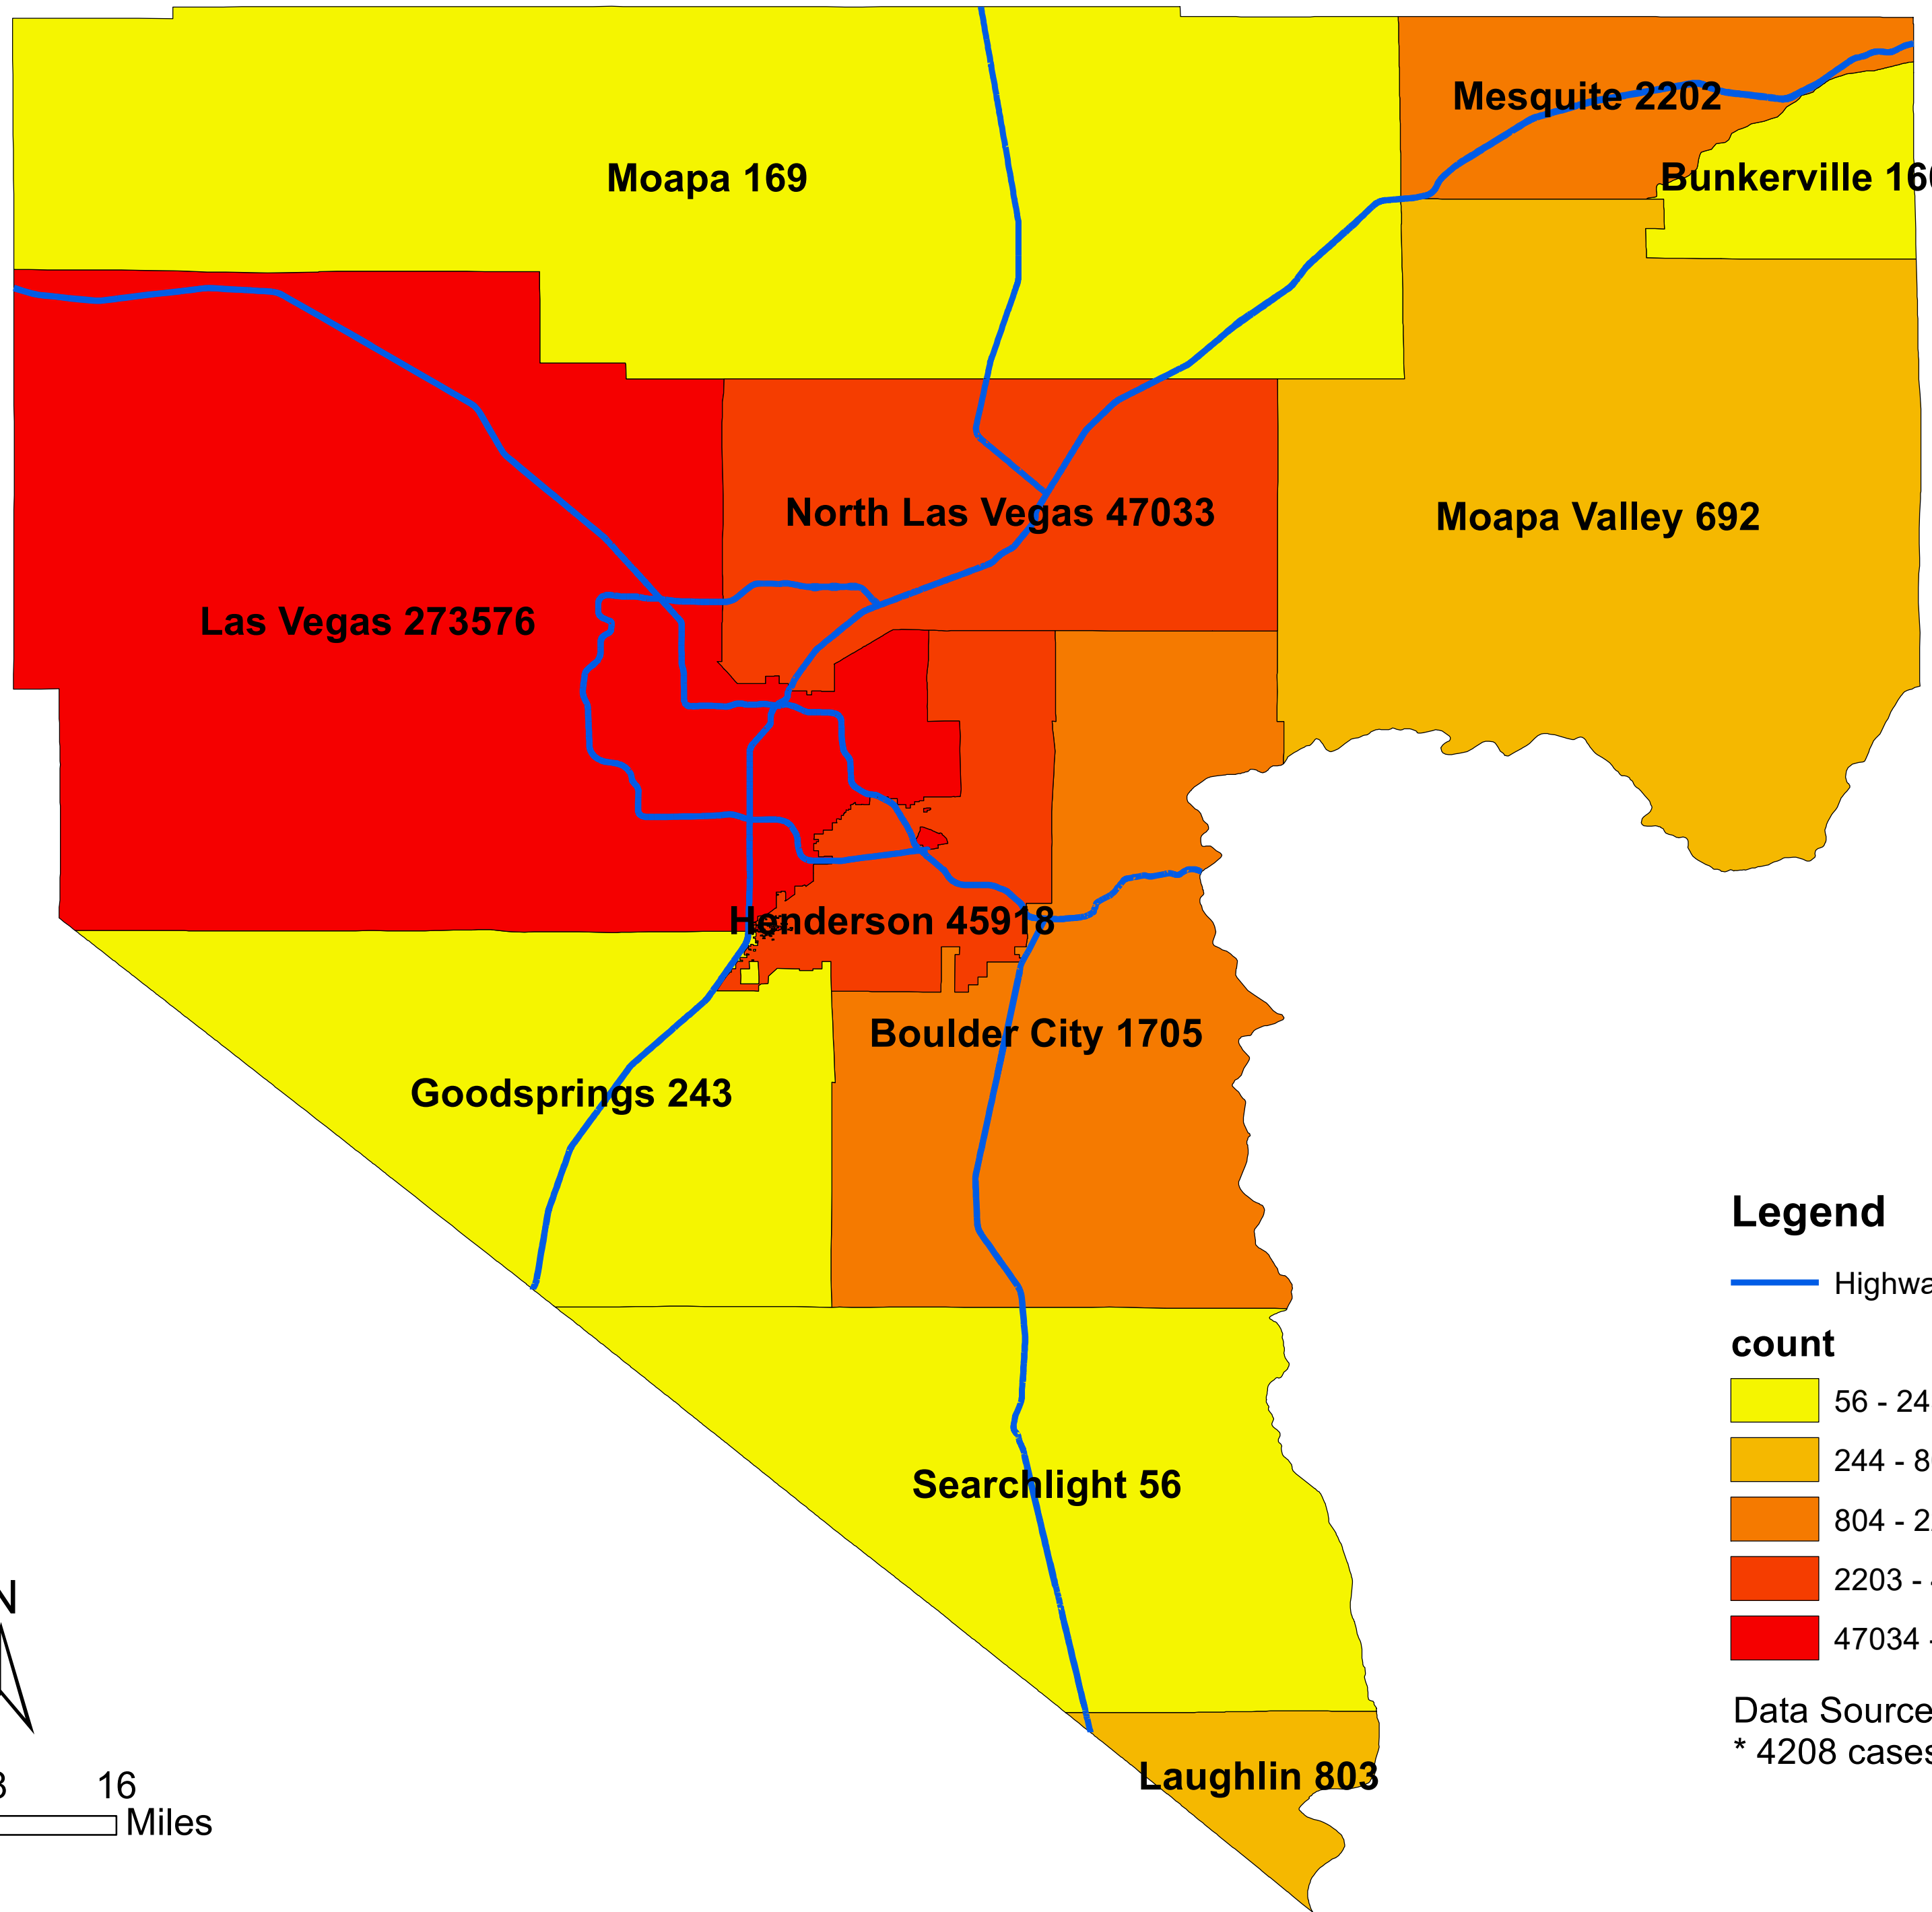 Mesquite 2202
Moapa 169
Bunkerville
North Las Vegas 47033
Moapa Valley 692
Las Vegas 273576
Henderson 45918
Boulder City 1705
Goodsprings 243
Legend
count
56 - 24
244 - 8
Searchlight 56
804 - 2
2203 -
N
47034 -
Data Source
* 4208 cases
Laughlin 803
16
Miles